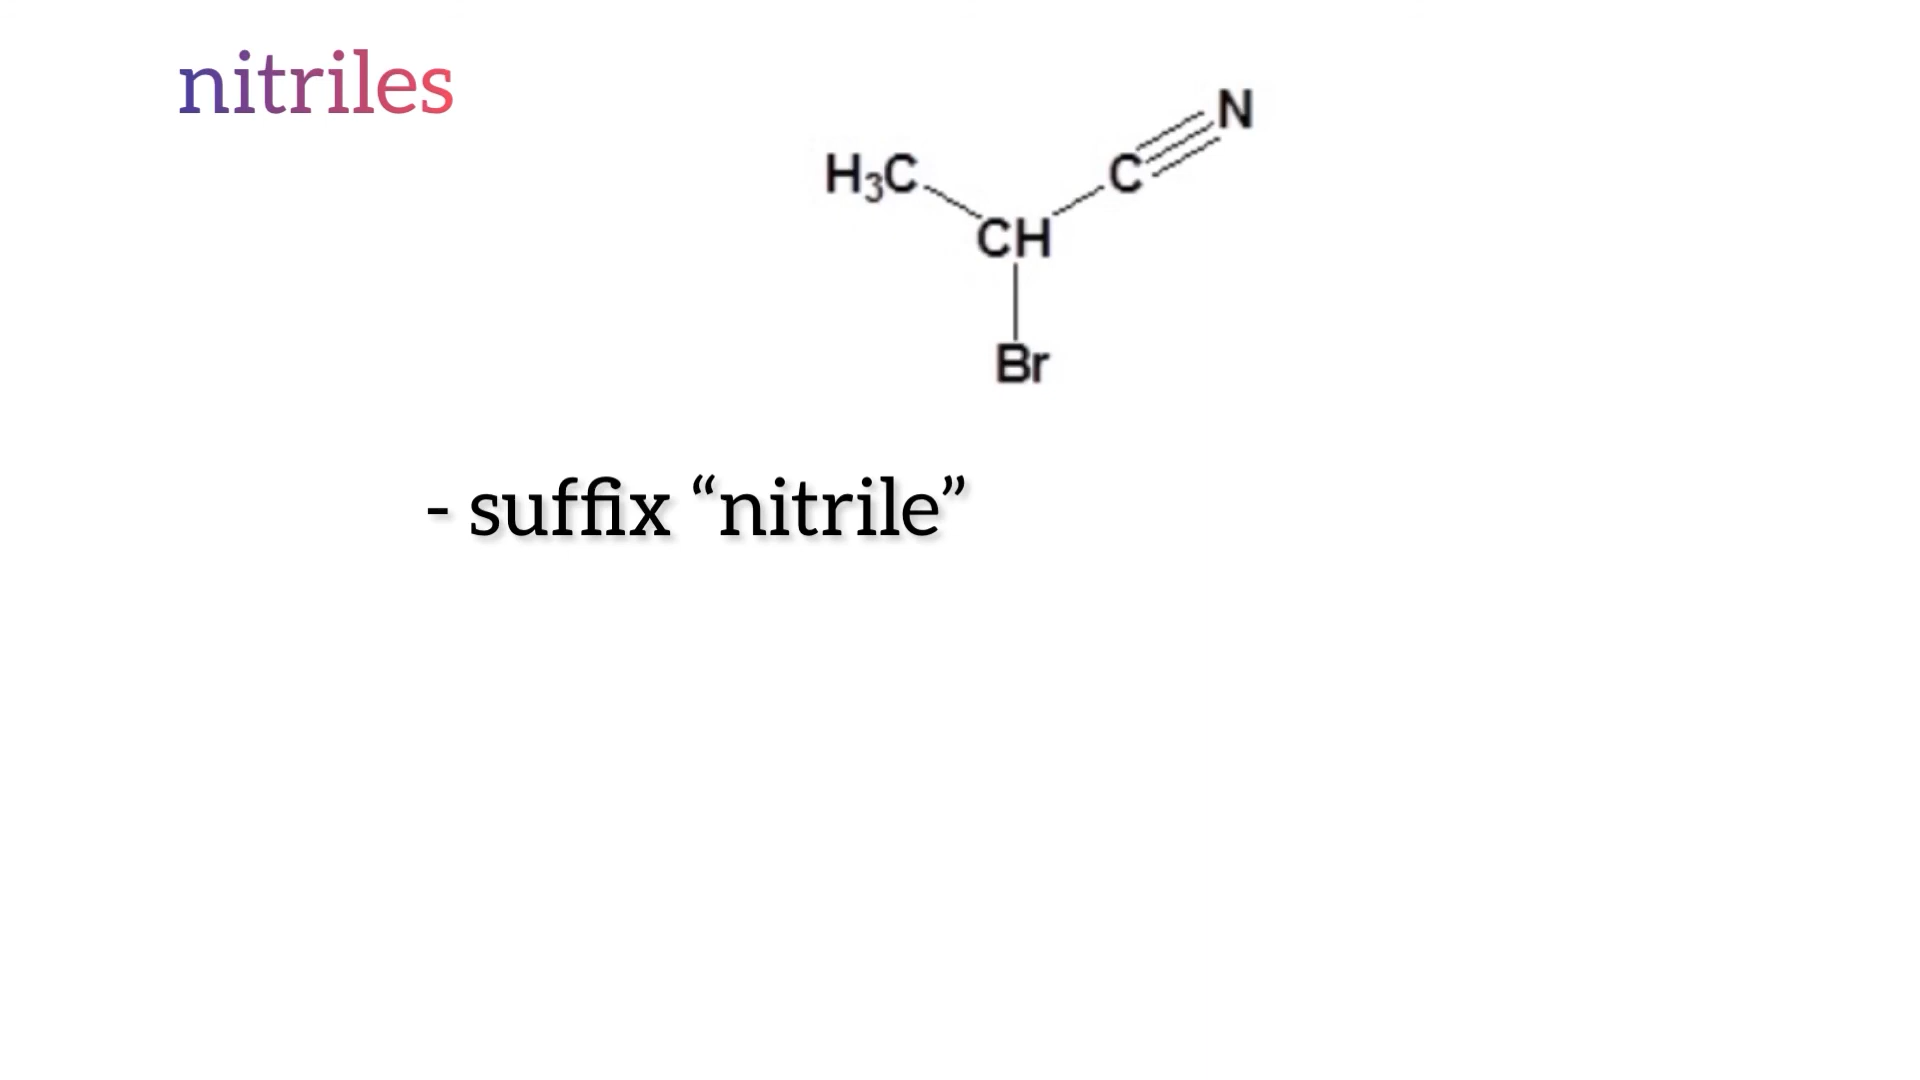 nitriles
N
H₃C
C
CH
Br
- suffix “nitrile”